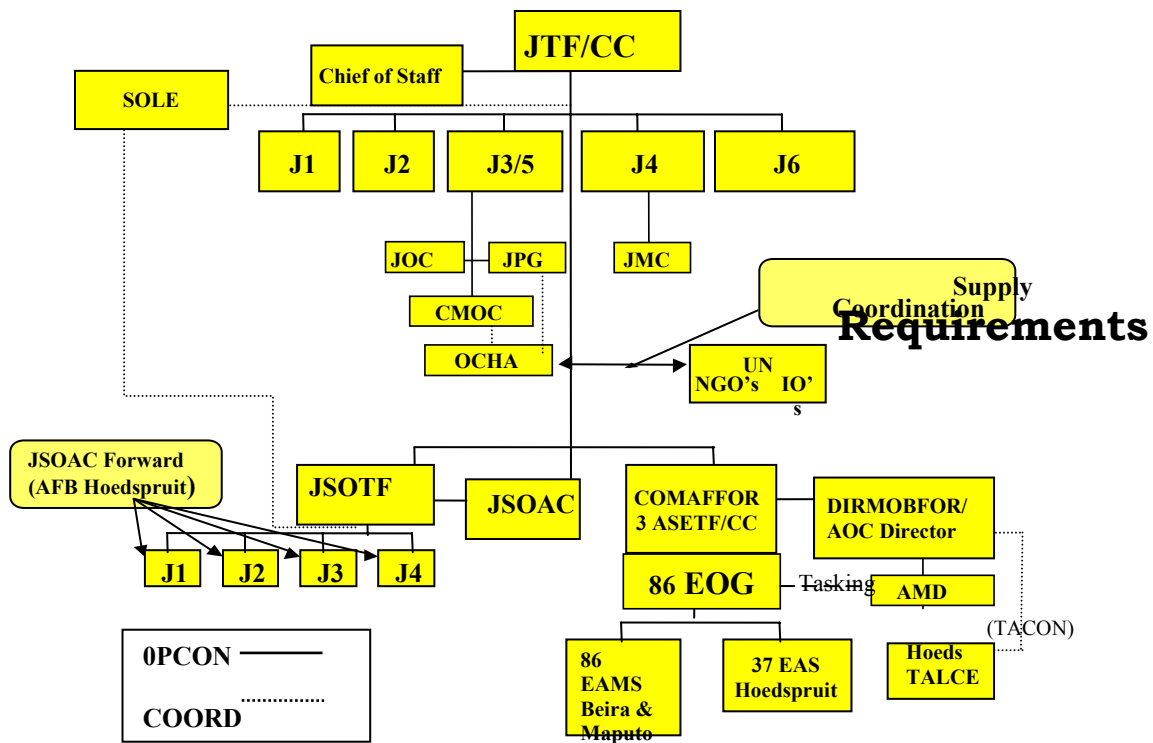 JTF/CC
Chief of Staff
SOLE
J1
J2
J3/5
J4
J6
JOC
JPG
JMC
Supply
Coordination
Requirements
CMOC
OCHA
UN
NGO’s IO’
s
JSOAC Forward
(AFB Hoedspruit)
JSOTF
JSOAC
COMAFFOR
3 ASETF/CC
DIRMOBFOR/
AOC Director
J1
J2
J3
J4
86 EOG
Tasking
AMD
(TACON)
Hoeds
TALCE
86
EAMS
Beira &
Maputo
37 EAS
Hoedspruit
0PCON
COORD